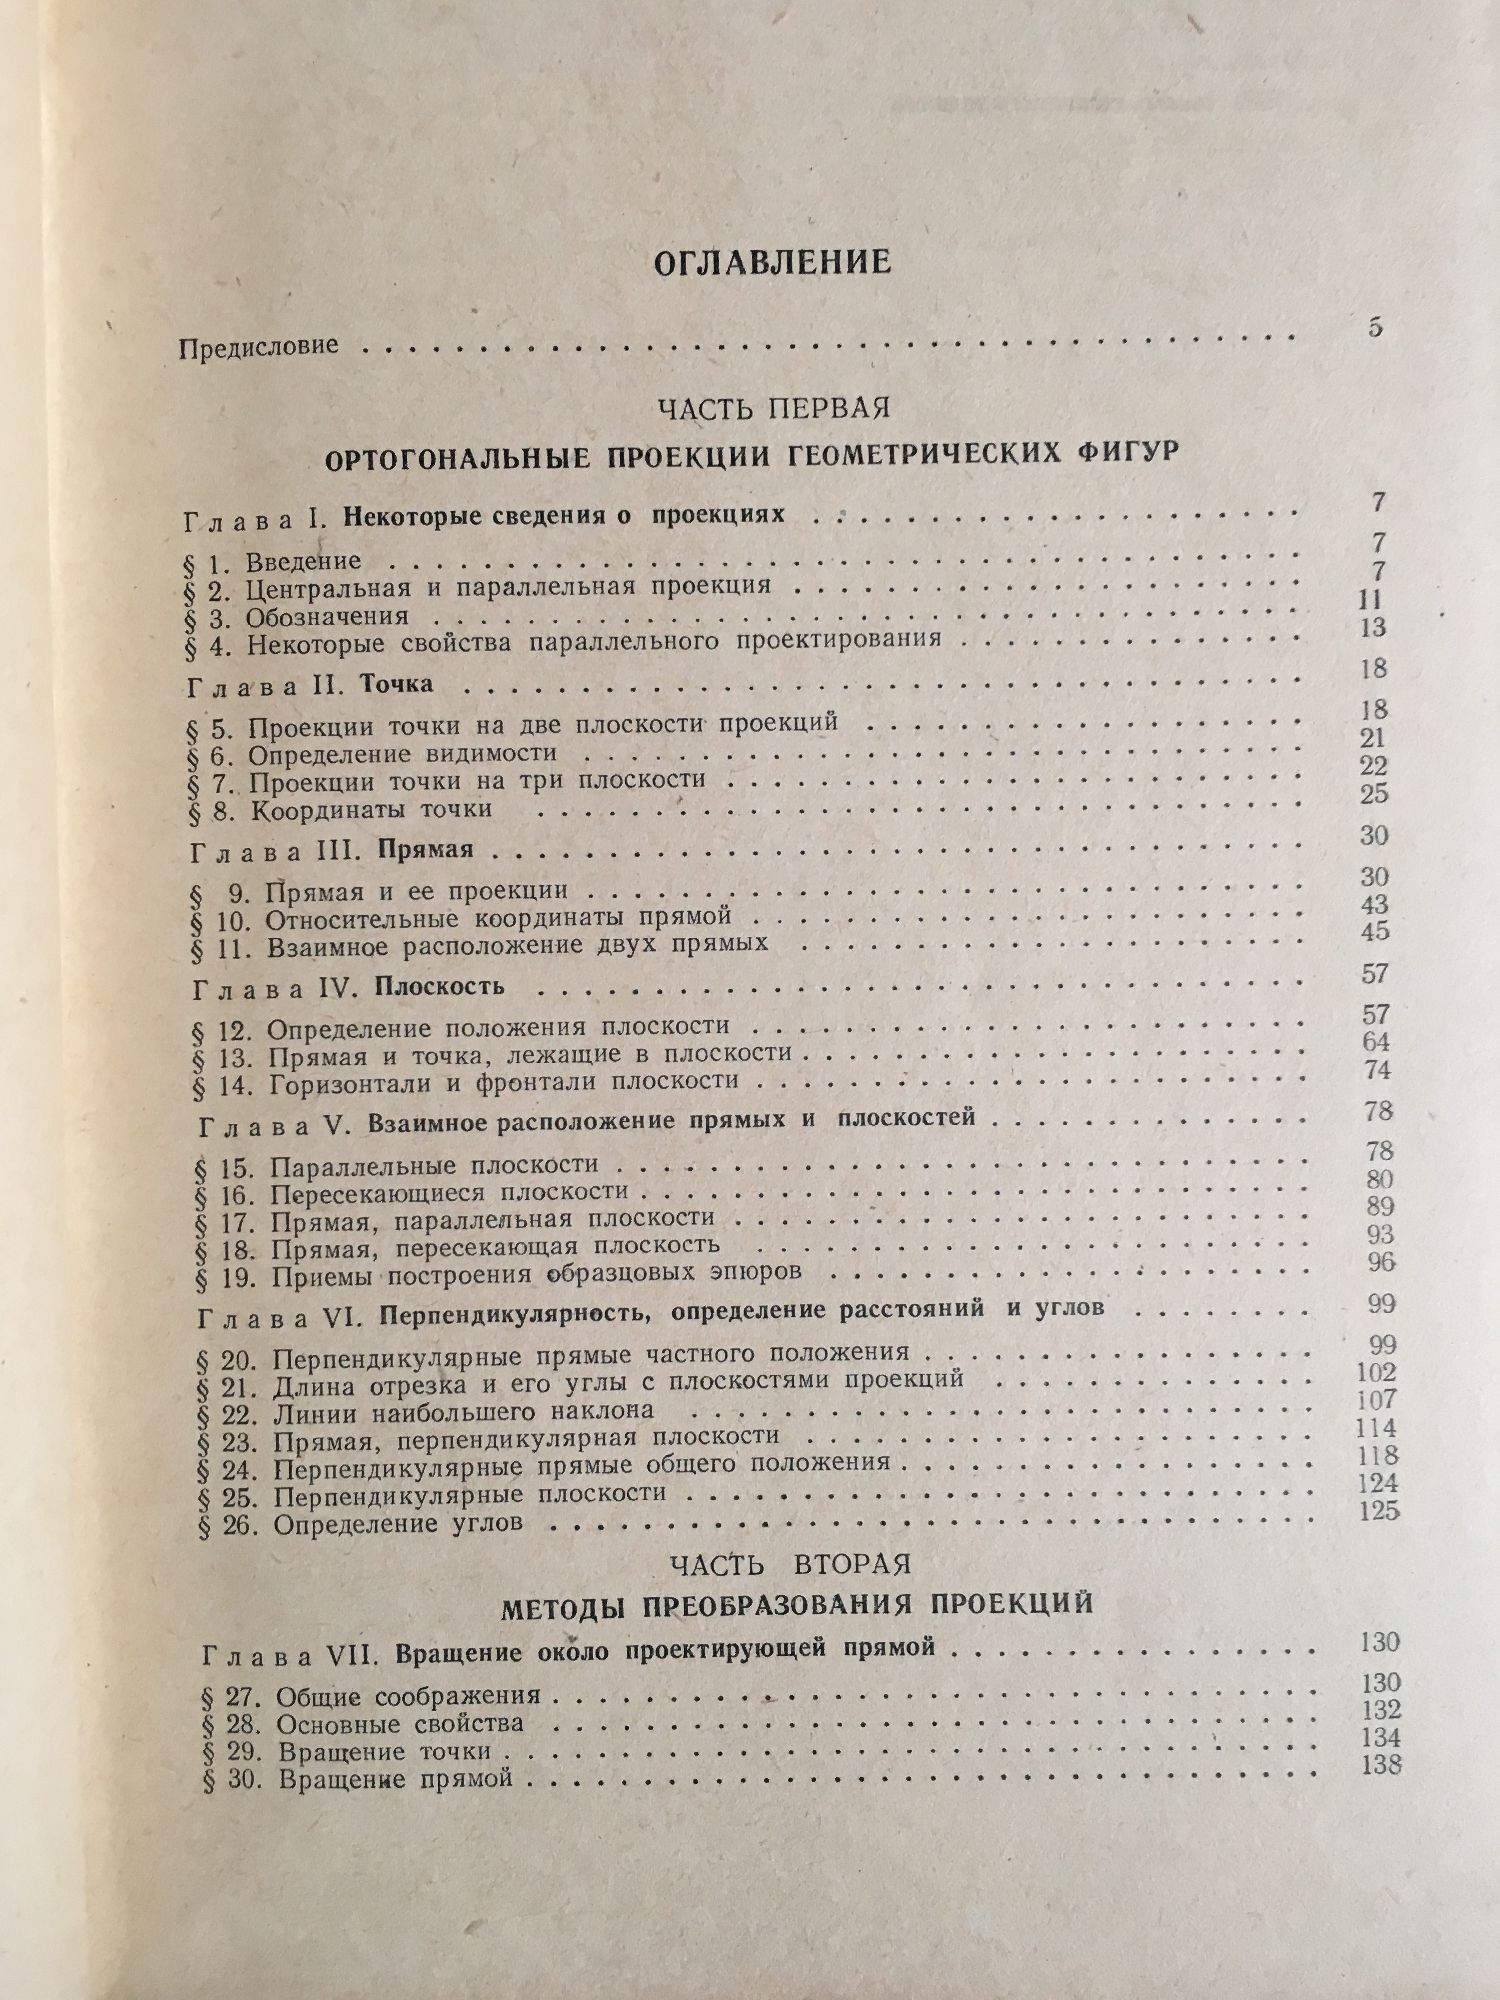 ОГЛАВЛЕНИЕ
Предисловие . . . . . . . . . . . . . . . . . . . . 5
ЧАСТЬ ПЕРВАЯ
ОРТОГОНАЛЬНЫЕ ПРОЕКЦИИ ГЕОМЕТРИЧЕСКИХ ФИГУР
Глава I. Некоторые сведения о проекциях . . . . . . . . . . 7
§ 1. Введение . . . . . . . . . . 7
§ 2. Центральная и параллельная проекция . . . . . . . . . . 7
§ 3. Обозначения . . . . . . . . . . 11
§ 4. Некоторые свойства параллельного проектирования . . . . . . . . . . 13
Глава II. Точка . . . . . . . . . . 18
§ 5. Проекции точки на две плоскости проекций . . . . . . . . . . 18
§ 6. Определение видимости . . . . . . . . . . 21
§ 7. Проекции точки на три плоскости . . . . . . . . . . 22
§ 8. Координаты точки . . . . . . . . . . 25
Глава III. Прямая . . . . . . . . . . 30
§ 9. Прямая и ее проекции . . . . . . . . . . 30
§ 10. Относительные координаты прямой . . . . . . . . . . 43
§ 11. Взаимное расположение двух прямых . . . . . . . . . . 45
Глава IV. Плоскость . . . . . . . . . . 57
§ 12. Определение положения плоскости . . . . . . . . . . 57
§ 13. Прямая и точка, лежащие в плоскости . . . . . . . . . . 64
§ 14. Горизонтали и фронтали плоскости . . . . . . . . . . 74
Глава V. Взаимное расположение прямых и плоскостей . . . . . . . . . . 78
§ 15. Параллельные плоскости . . . . . . . . . . 78
§ 16. Пересекающиеся плоскости . . . . . . . . . . 80
§ 17. Прямая, параллельная плоскости . . . . . . . . . . 89
§ 18. Прямая, пересекающая плоскость . . . . . . . . . . 93
§ 19. Приемы построения образцовых эпюров . . . . . . . . . . 96
Глава VI. Перпендикулярность, определение расстояний и углов . . . . . . . . 99
§ 20. Перпендикулярные прямые частного положения . . . . . . . . . . 99
§ 21. Длина отрезка и его углы с плоскостями проекций . . . . . . . . . . 102
§ 22. Линии наибольшего наклона . . . . . . . . . . 107
§ 23. Прямая, перпендикулярная плоскости . . . . . . . . . . 114
§ 24. Перпендикулярные прямые общего положения . . . . . . . . . . 118
§ 25. Перпендикулярные плоскости . . . . . . . . . . 124
§ 26. Определение углов . . . . . . . . . . 125
ЧАСТЬ ВТОРАЯ
МЕТОДЫ ПРЕОБРАЗОВАНИЯ ПРОЕКЦИЙ
Глава VII. Вращение около проектирующей прямой . . . . . . . . . . 130
§ 27. Общие соображения . . . . . . . . . . 130
§ 28. Основные свойства . . . . . . . . . . 132
§ 29. Вращение точки . . . . . . . . . . 134
§ 30. Вращение прямой . . . . . . . . . . 138